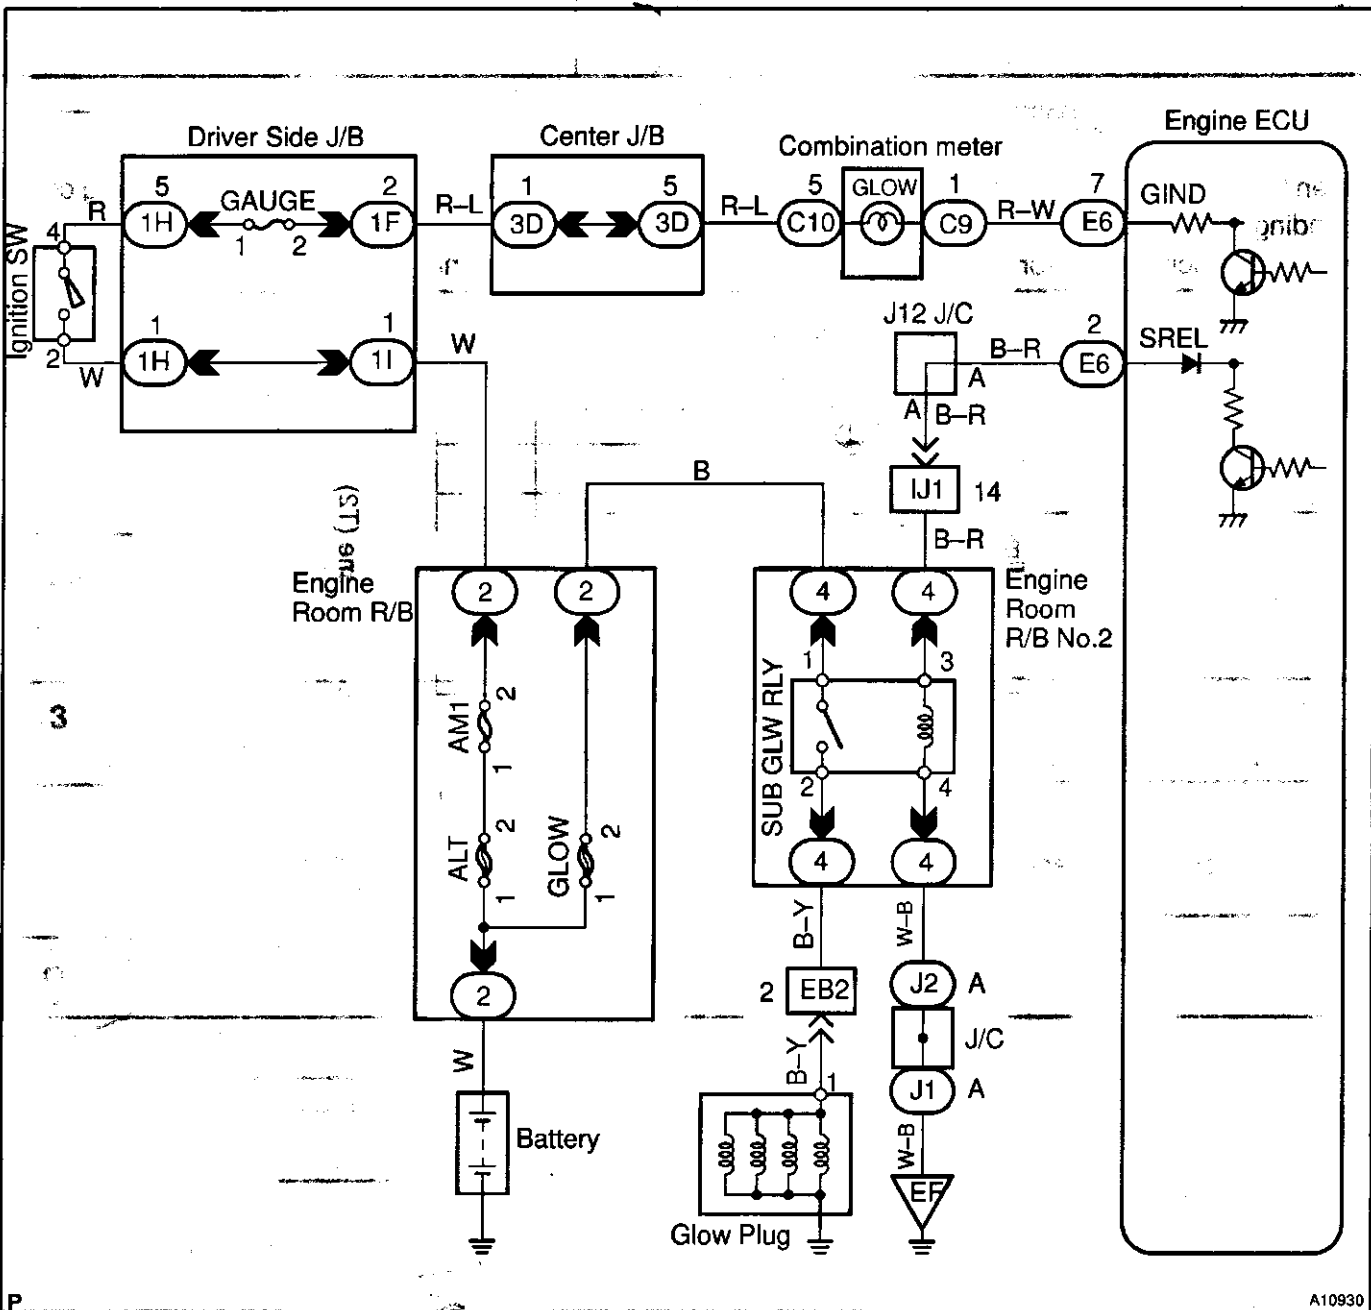 Driver Side J/B
Center J/B
Combination meter
Engine ECU
5
GAUGE
2
1
5
5
GLOW
1
7
GIND
4
R
1H
1F
R–L
3D
3D
R–L
C10
C9
R–W
E6
1
2
Ignition SW
J12 J/C
1
1
W
B–R
2
SREL
2
W
1H
1I
A
E6
A
B–R
B
IJ1
14
B–R
Engine
Room R/B
2
2
4
4
Engine
Room
R/B No.2
1
3
SUB GLW RLY
AM1
2
1
2
4
ALT
2
1
GLOW
2
1
4
4
B–Y
W–B
2
2
EB2
J2
A
J/C
W
B–Y
1
J1
A
Battery
W–B
EF
Glow Plug
3
P
A10930